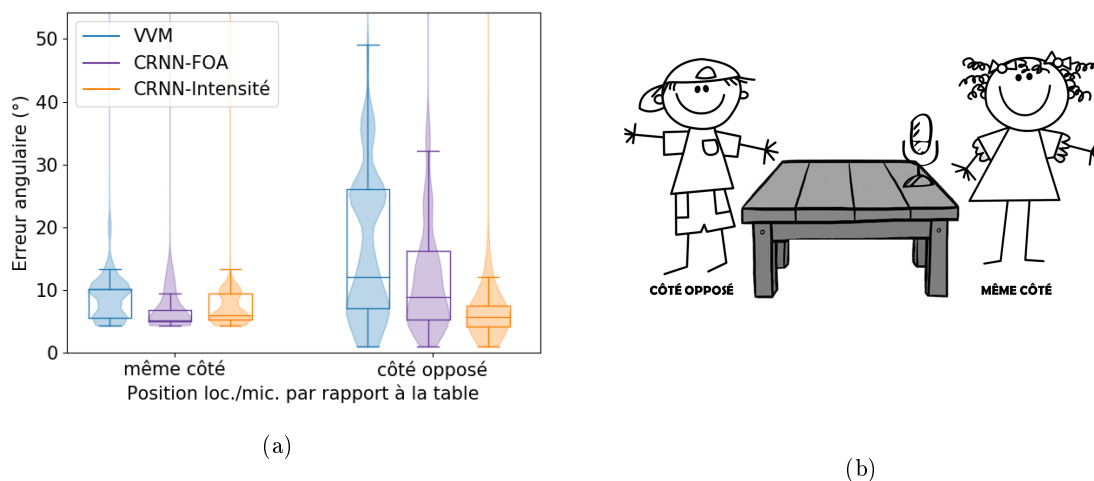 50
40
30
20
10
0
Erreur angulaire (°)
VVM
CRNN-FOA
CRNN-Intensité
même côté
côté opposé
Position loc./mic. par rapport à la table
(a)
CÔTÉ OPPOSÉ
MÊME CÔTÉ
(b)